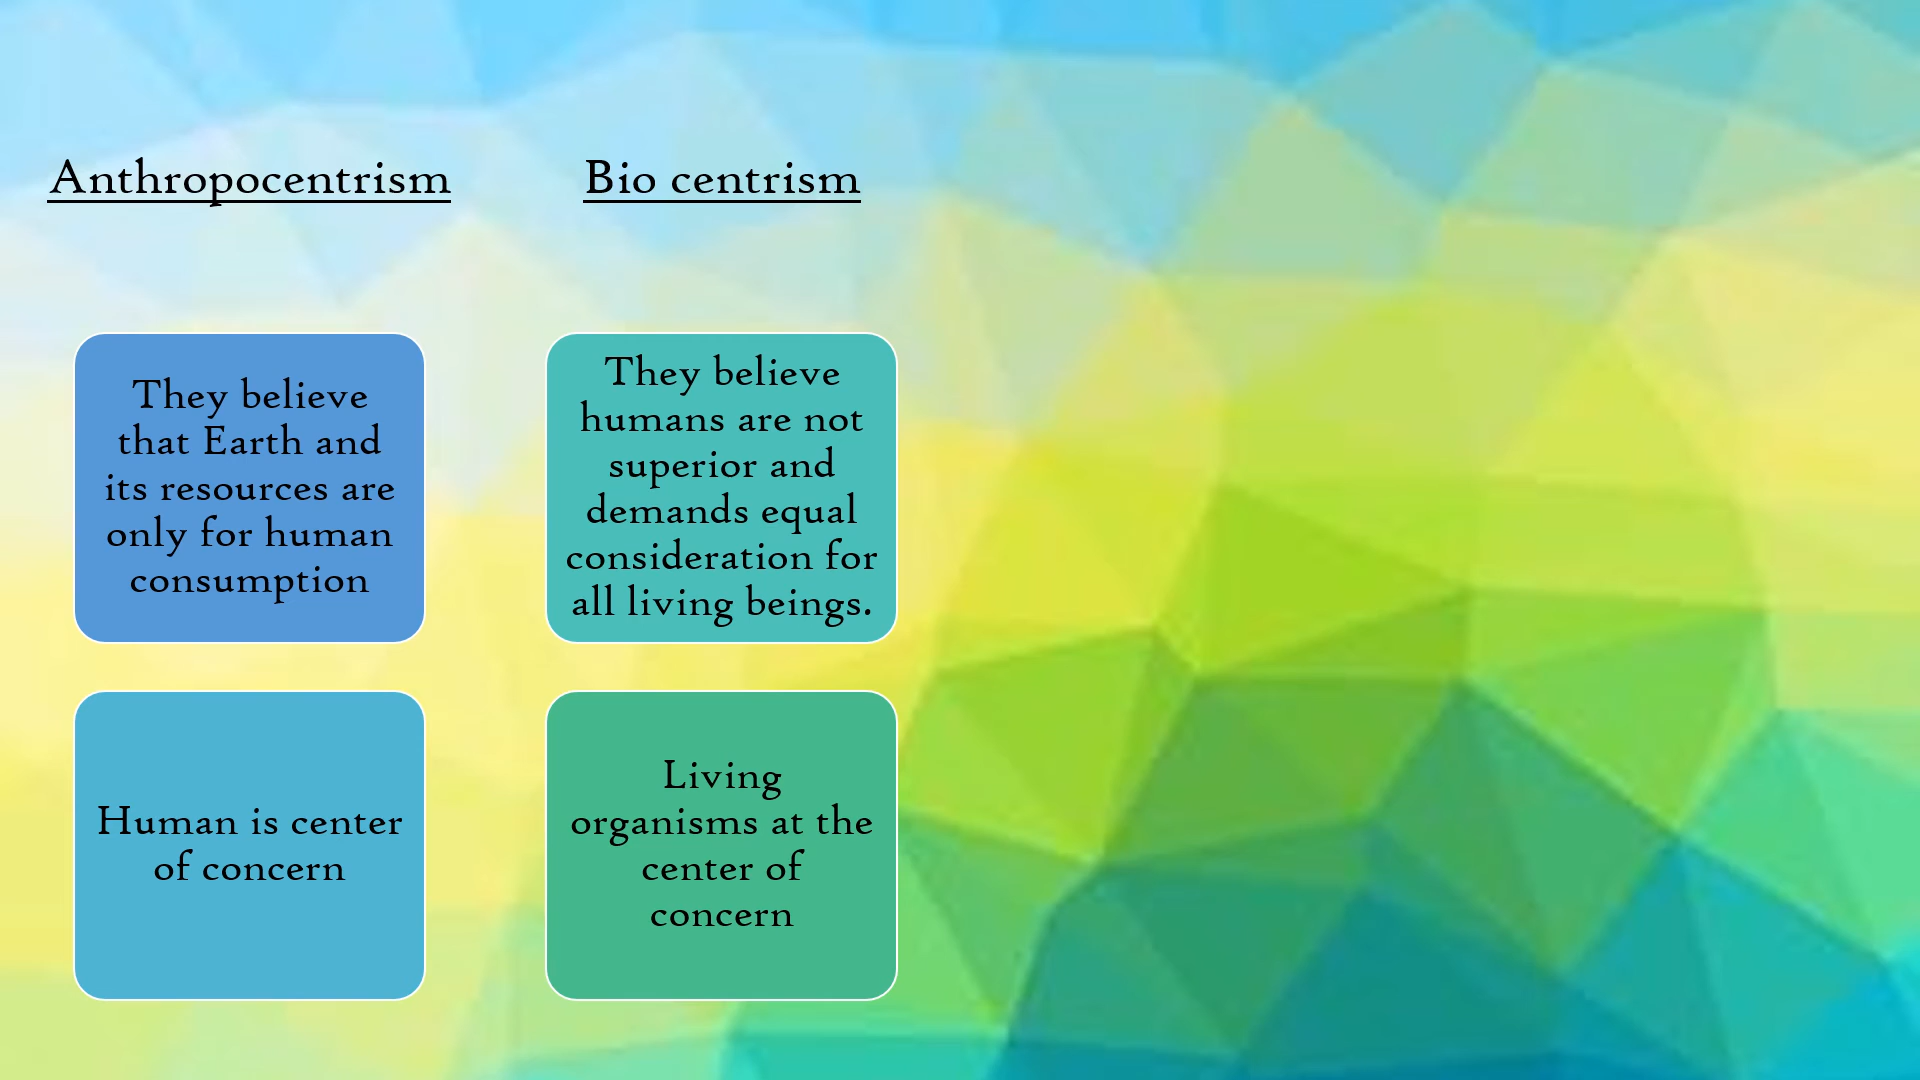 Anthropocentrism
Bio centrism
They believe
that Earth and
its resources are
only for human
consumption
They believe
humans are not
superior and
demands equal
consideration for
all living beings.
Human is center
of concern
Living
organisms at the
center of
concern